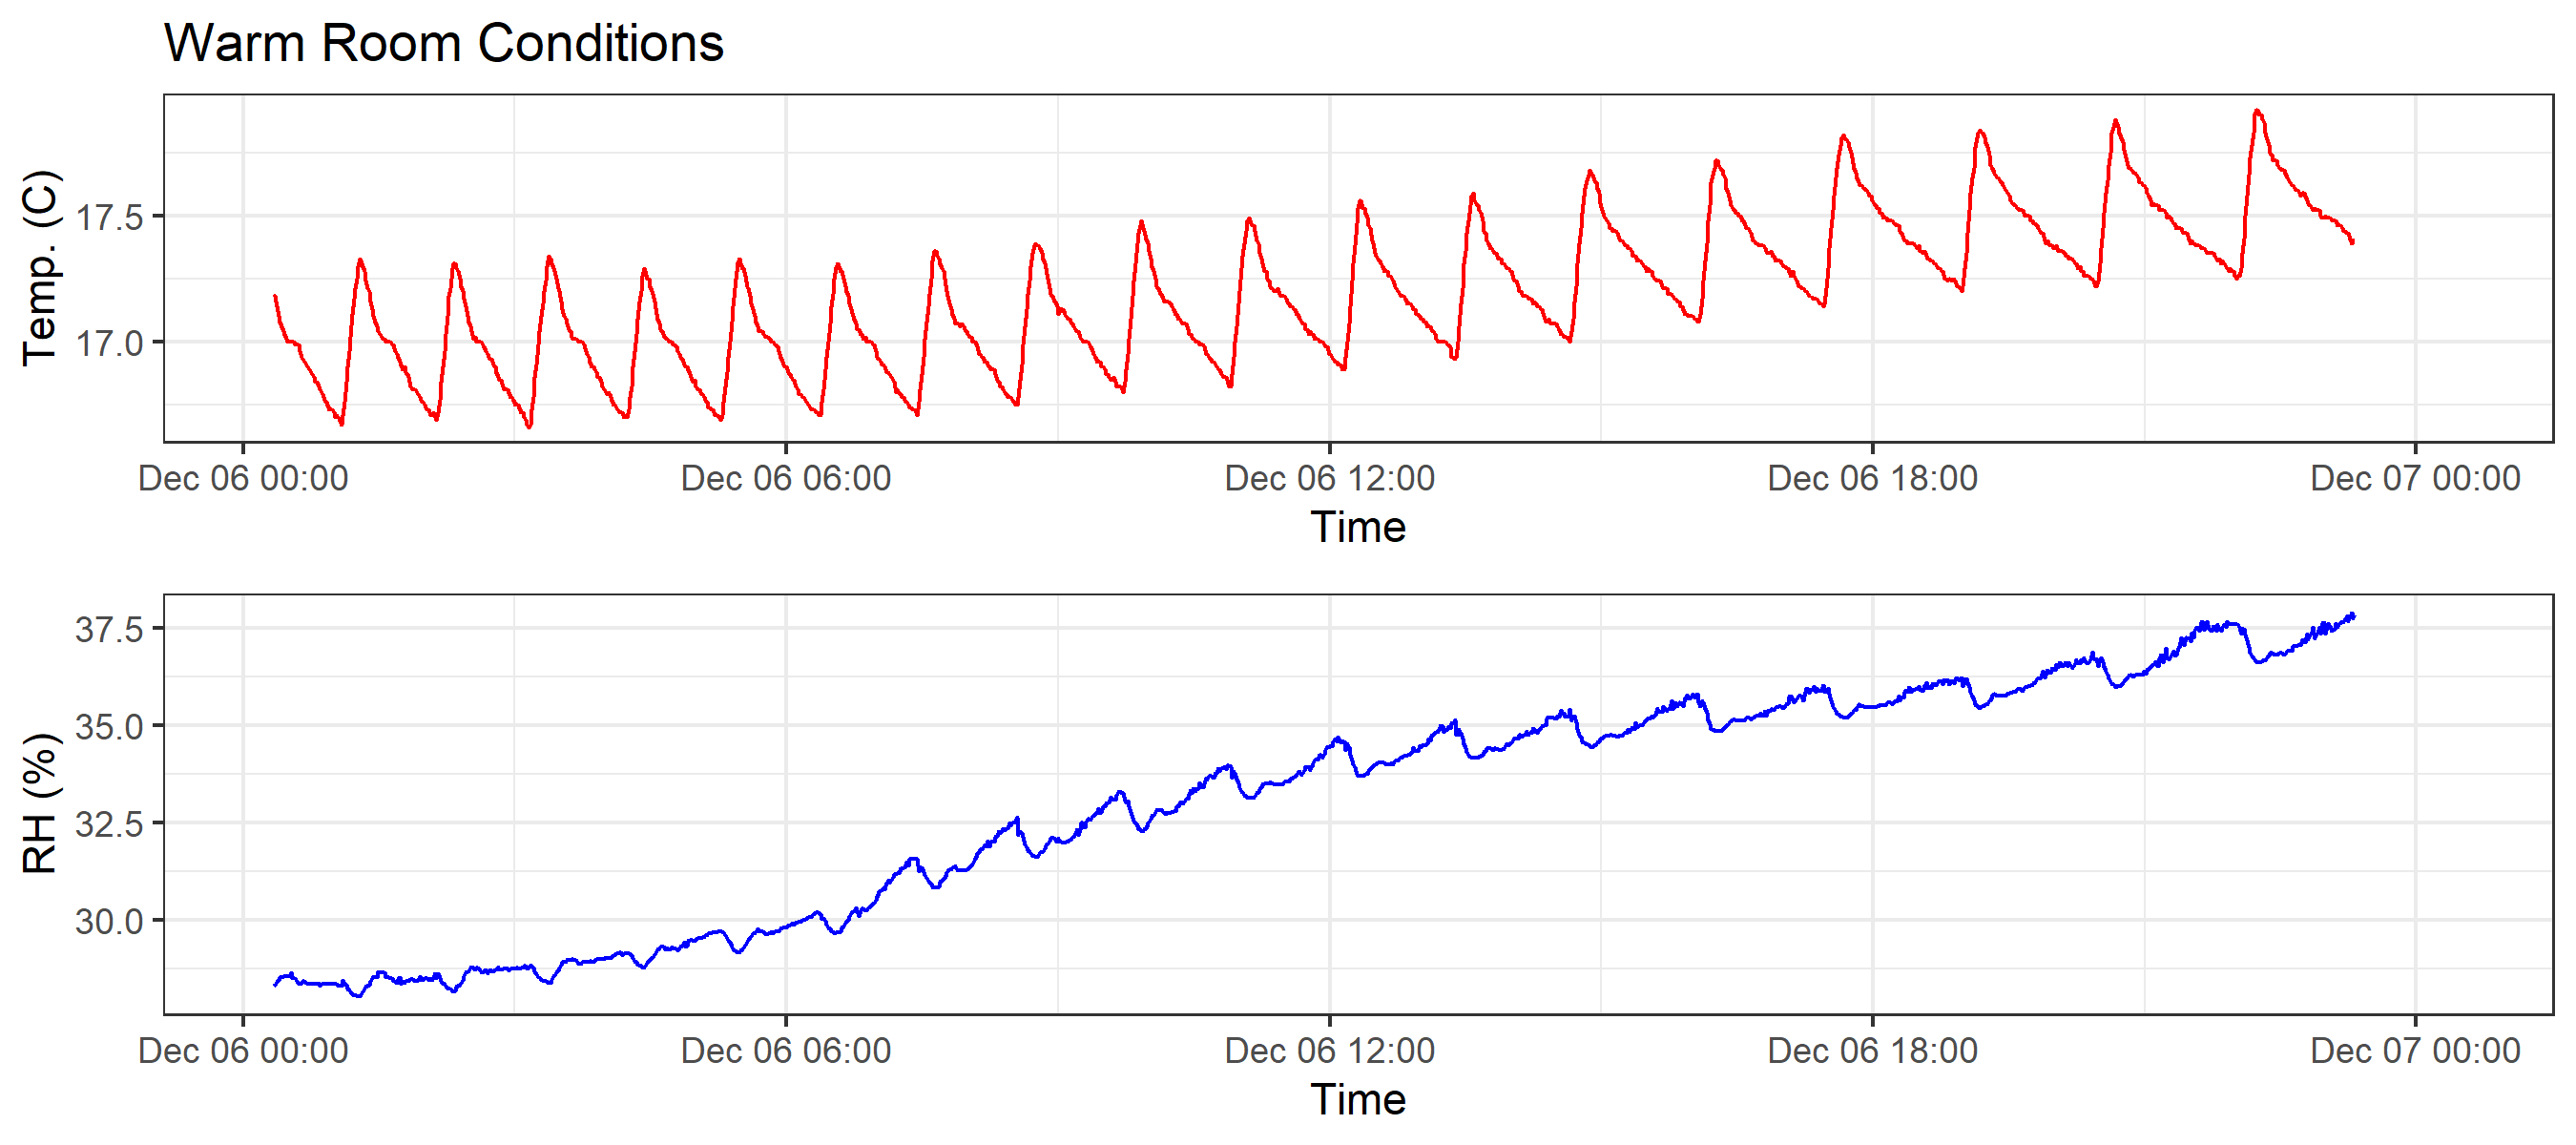 Warm Room Conditions
Temp. (C)
17.5
17.0
Dec 06 00:00 Dec 06 06:00 Dec 06 12:00 Dec 06 18:00 Dec 07 00:00
Time
RH (%)
37.5
35.0
32.5
30.0
Dec 06 00:00 Dec 06 06:00 Dec 06 12:00 Dec 06 18:00 Dec 07 00:00
Time